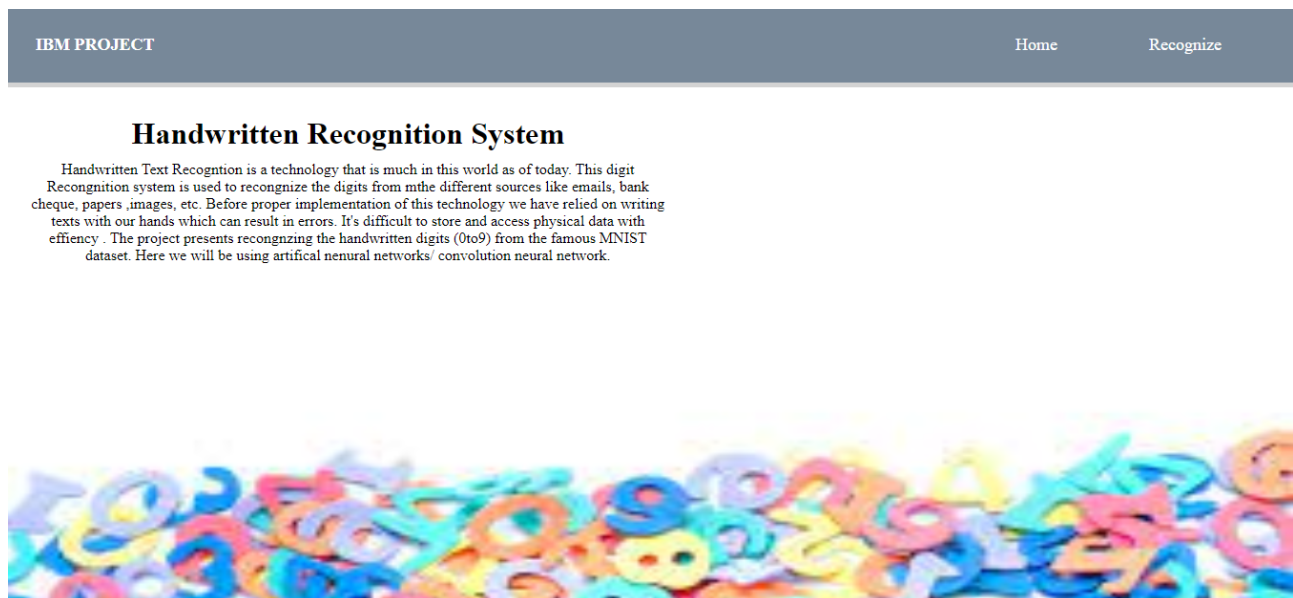 IBM PROJECT
Home
Recognize
Handwritten Recognition System
Handwritten Text Recogntion is a technology that is much in this world as of today. This digit
Recongnition system is used to recongnize the digits from mthe different sources like emails, bank
cheque, papers ,images, etc. Before proper implementation of this technology we have relied on writing
texts with our hands which can result in errors. It's difficult to store and access physical data with
effiency . The project presents recongnzing the handwritten digits (0to9) from the famous MNIST
dataset. Here we will be using artifical nenural networks/ convolution neural network.